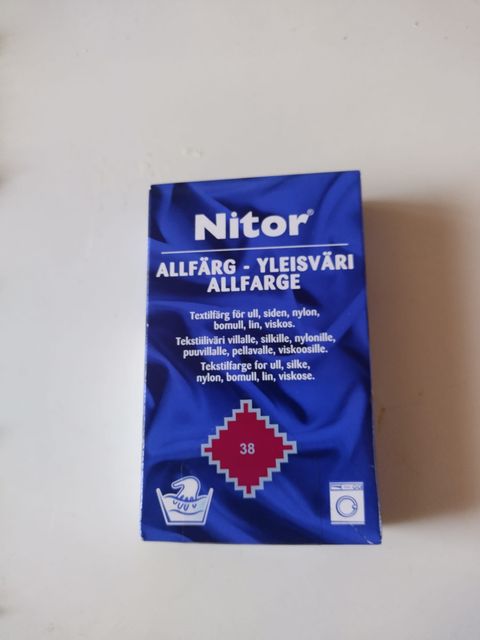 Nitor®
ALLFÄRG - YLEISVÄRI
ALLFARGE
Textilfärg för ull, siden, nylon,
bomull, lin, viskos.
Tekstiiliväri villalle, silkille, nylonille,
puuvillalle, pellavalle, viskoosille.
Tekstilfarge for ull, silke,
nylon, bomull, lin, viskose.
38